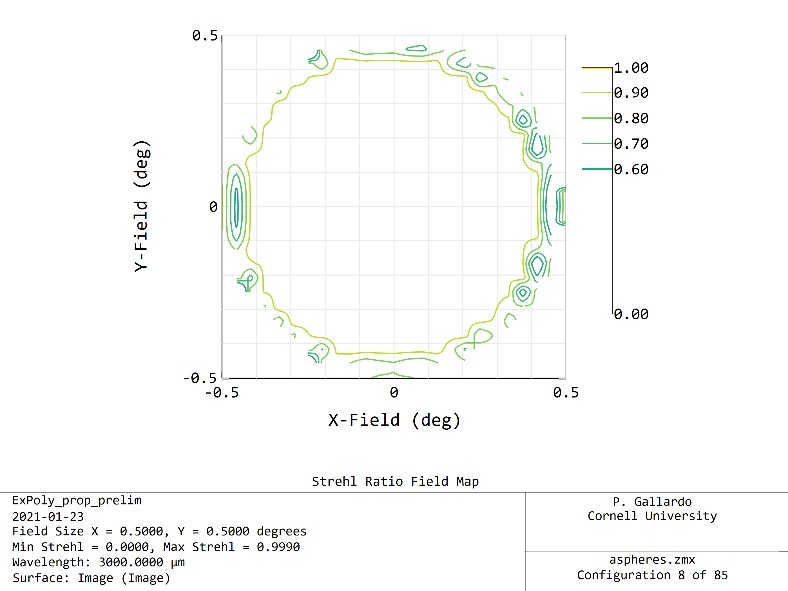 0.5
0
-0.5
-0.5
0
0.5
Y-Field (deg)
X-Field (deg)
1.00
0.90
0.80
0.70
0.60
0.00
Strehl Ratio Field Map
ExPoly_prop_prelim
2021-01-23
Field Size X = 0.5000, Y = 0.5000 degrees
Min Strehl = 0.0000, Max Strehl = 0.9990
Wavelength: 3000.0000 µm
Surface: Image (Image)
P. Gallardo
Cornell University
aspheres.zmx
Configuration 8 of 85